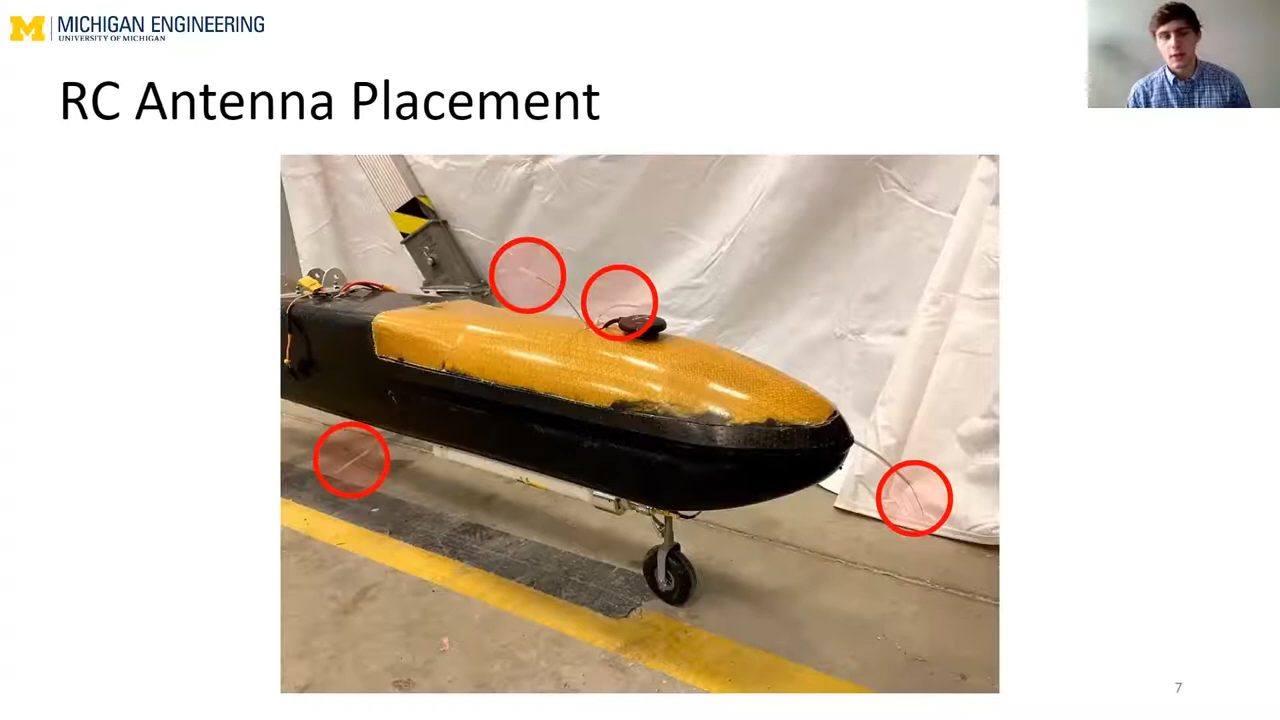 M MICHIGAN ENGINEERING
UNIVERSITY OF MICHIGAN
RC Antenna Placement
7